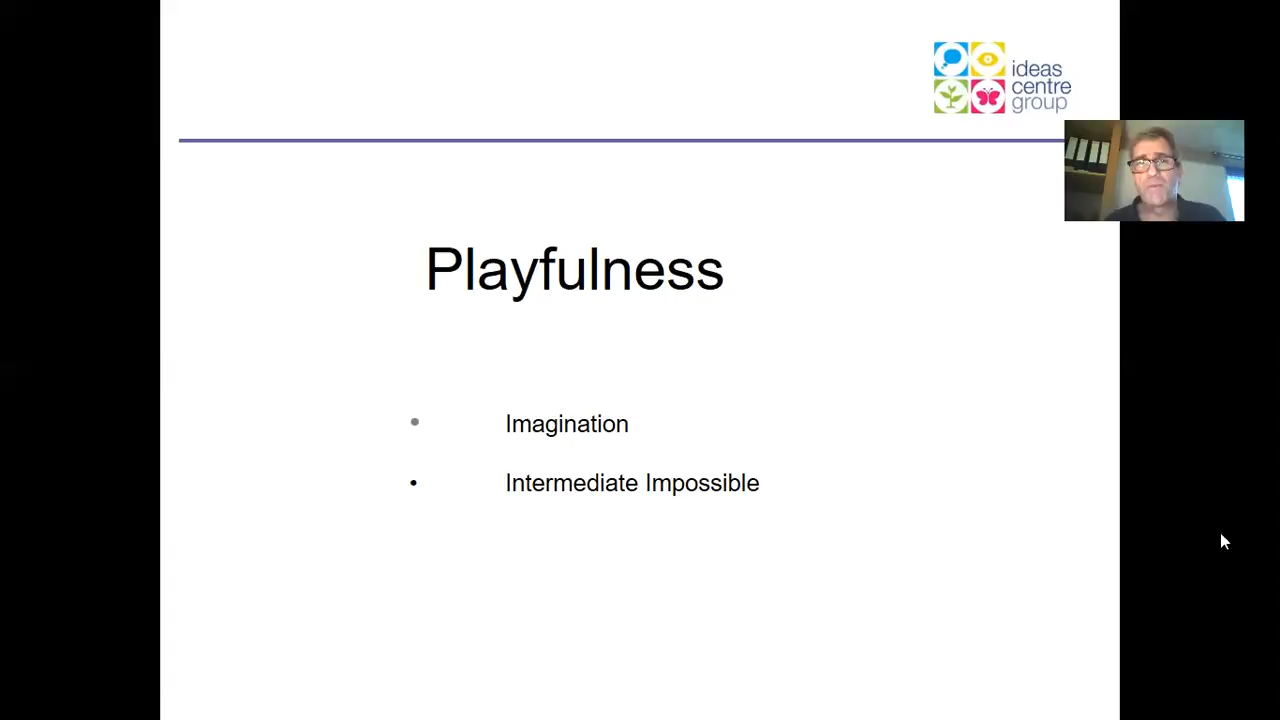 ideas
centre
group
Playfulness
Imagination
Intermediate Impossible